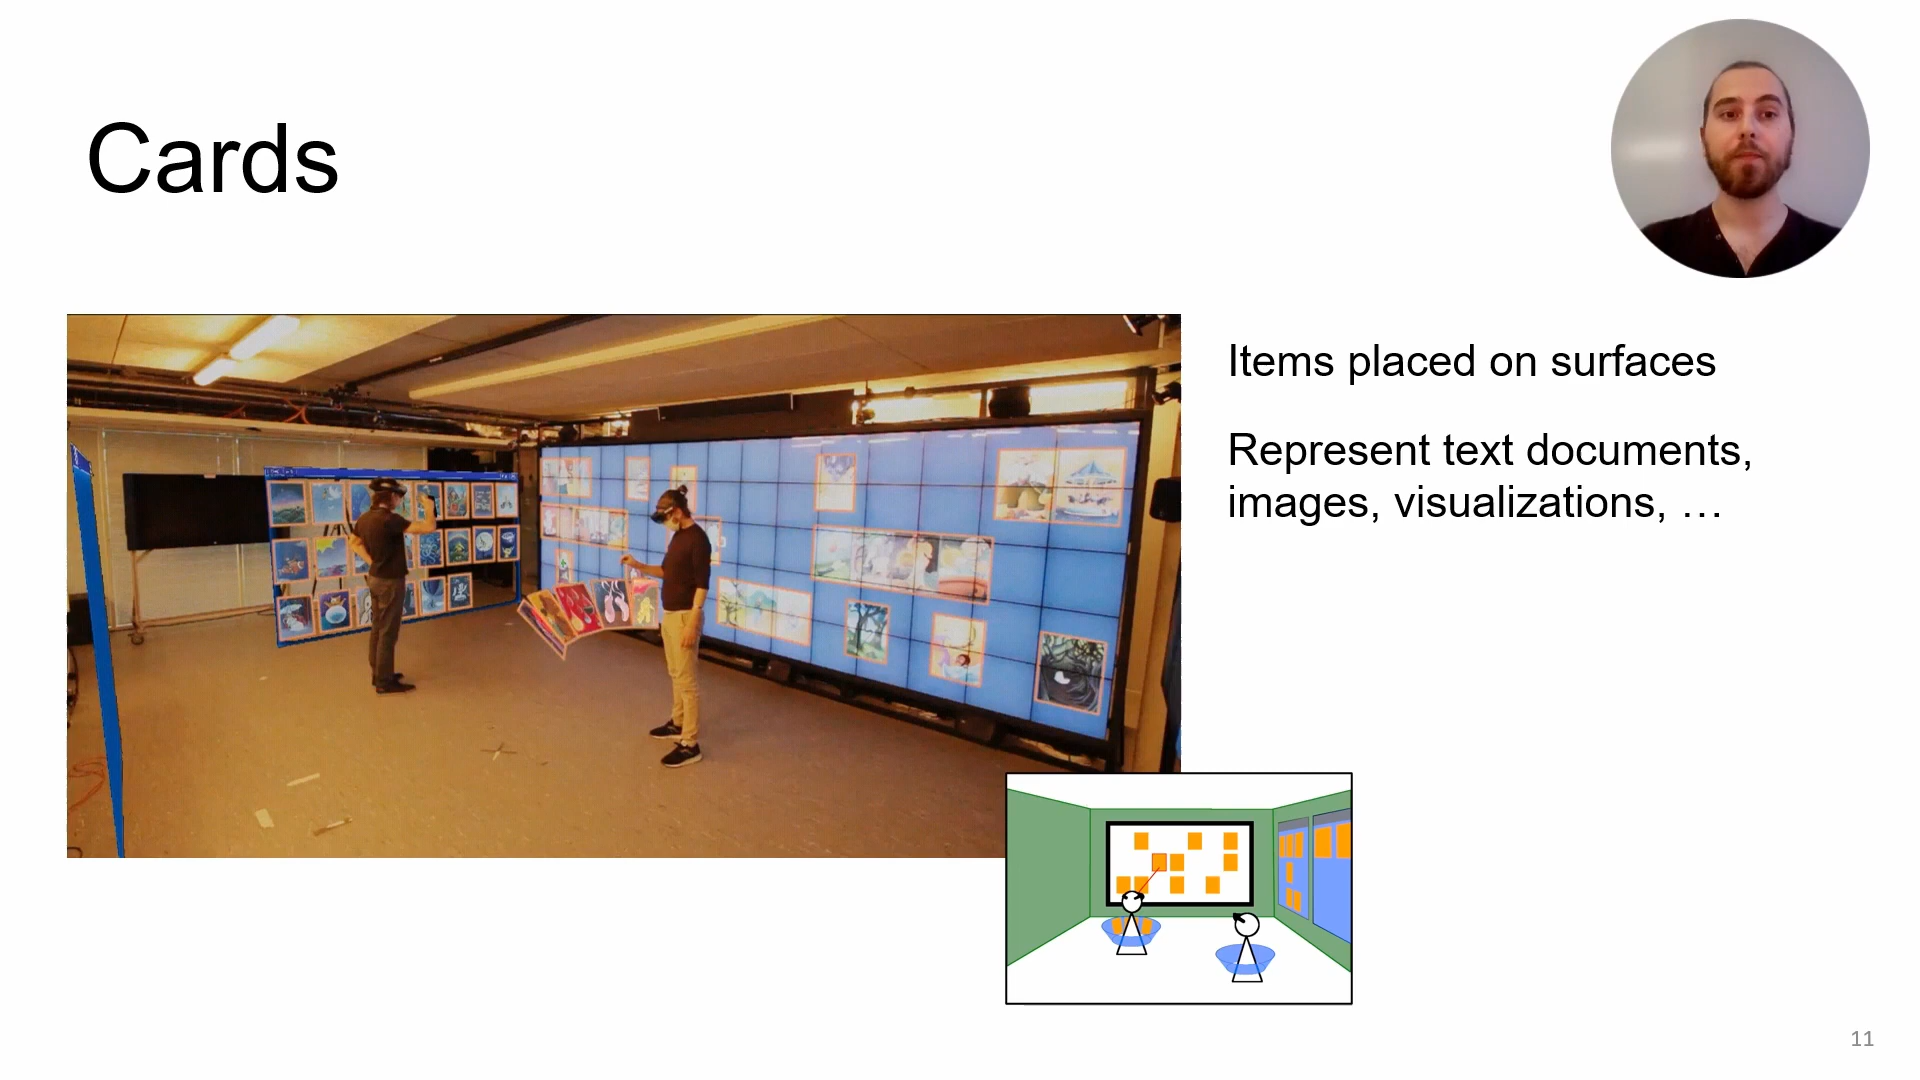 Cards
Items placed on surfaces
Represent text documents,
images, visualizations, …
11